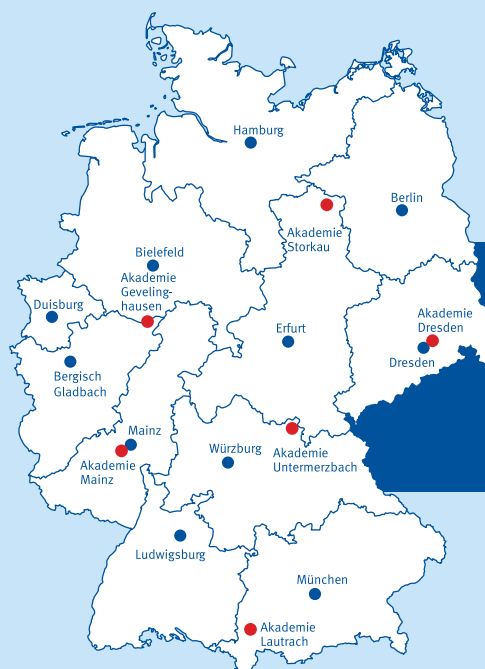 Hamburg
Berlin
Akademie
Storkau
Bielefeld
Akademie
Geveling-
hausen
Duisburg
Akademie
Dresden
Erfurt
Dresden
Bergisch
Gladbach
Mainz
Akademie
Mainz
Würzburg
Akademie
Untermerzbach
Ludwigsburg
München
Akademie
Lautrach